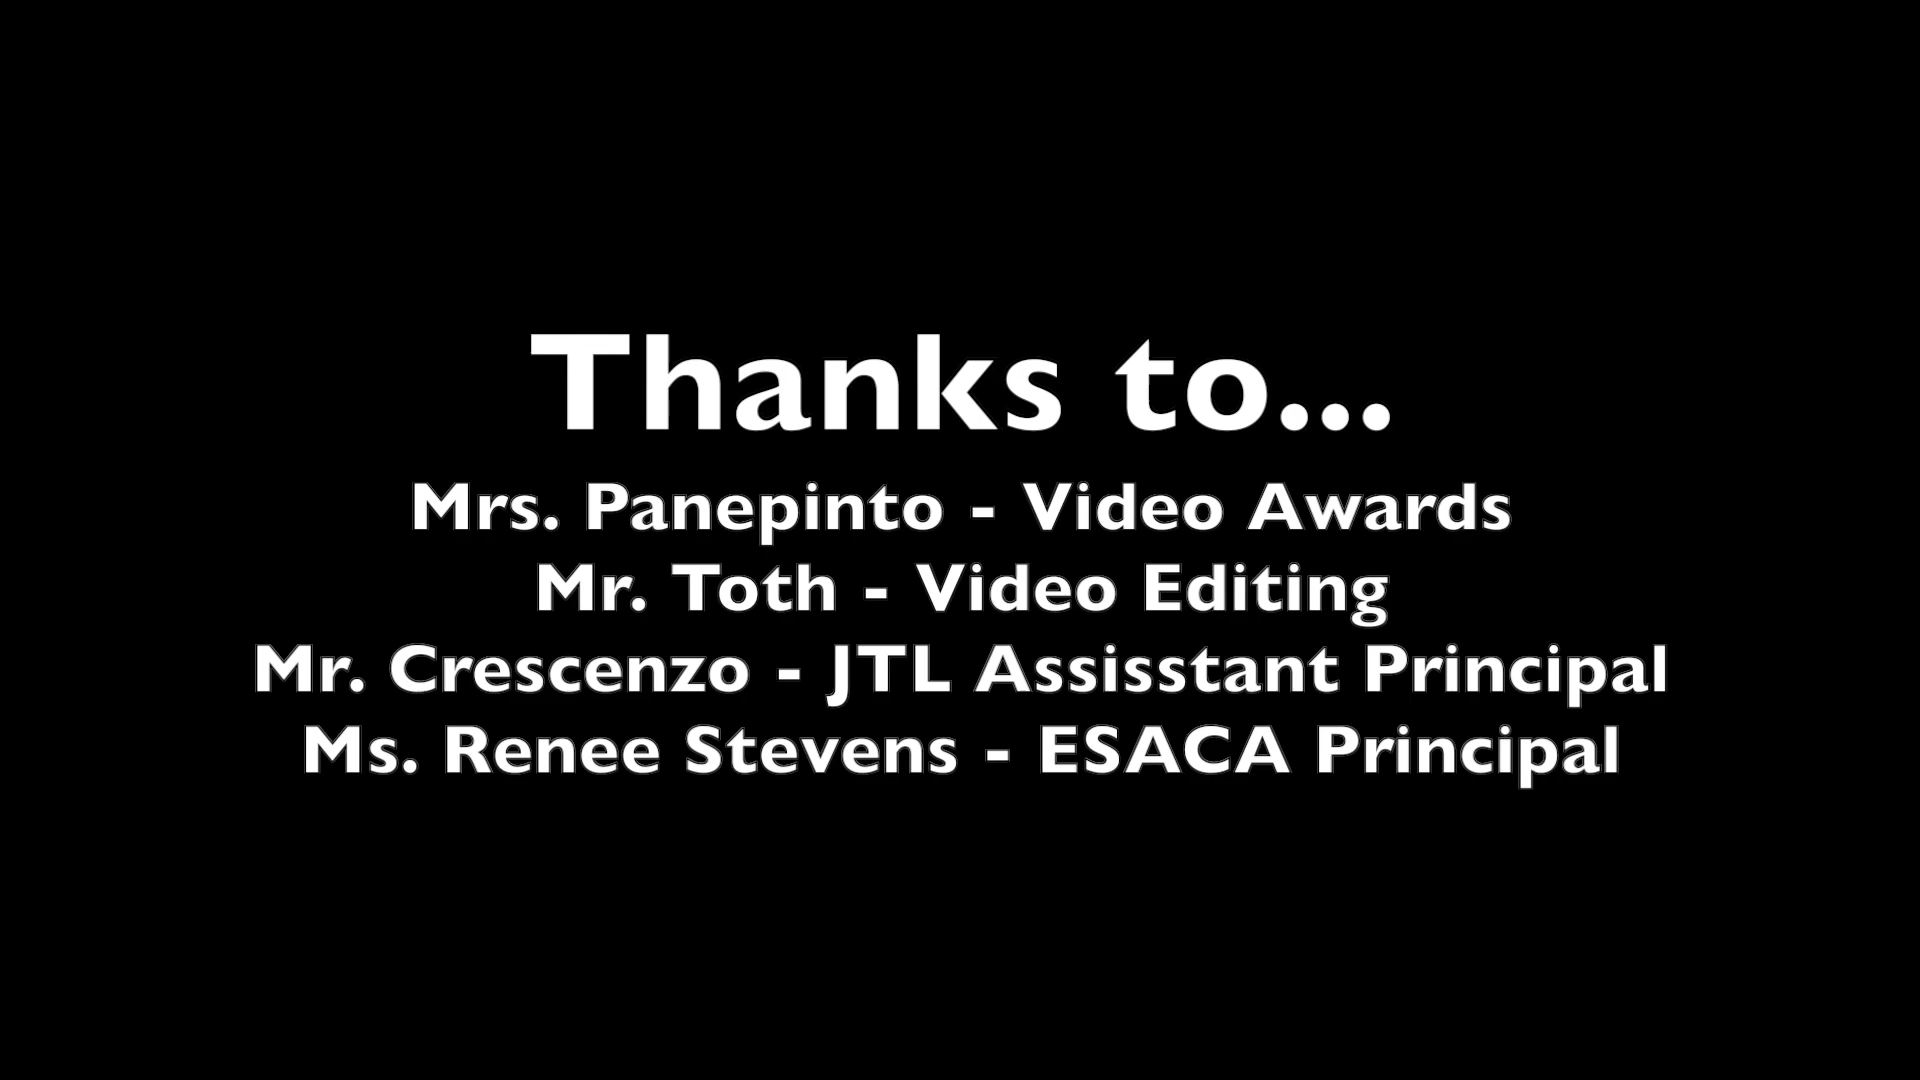 Thanks to...
Mrs. Panepinto - Video Awards
Mr. Toth - Video Editing
Mr. Crescenzo - JTL Assisstant Principal
Ms. Renee Stevens - ESACA Principal